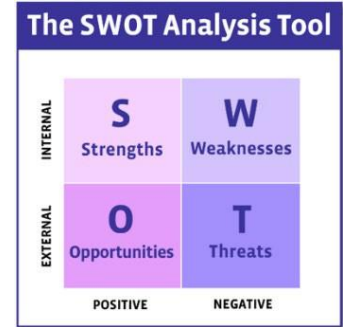 The SWOT Analysis Tool
INTERNAL
S
Strengths
W
Weaknesses
EXTERNAL
O
Opportunities
T
Threats
POSITIVE
NEGATIVE